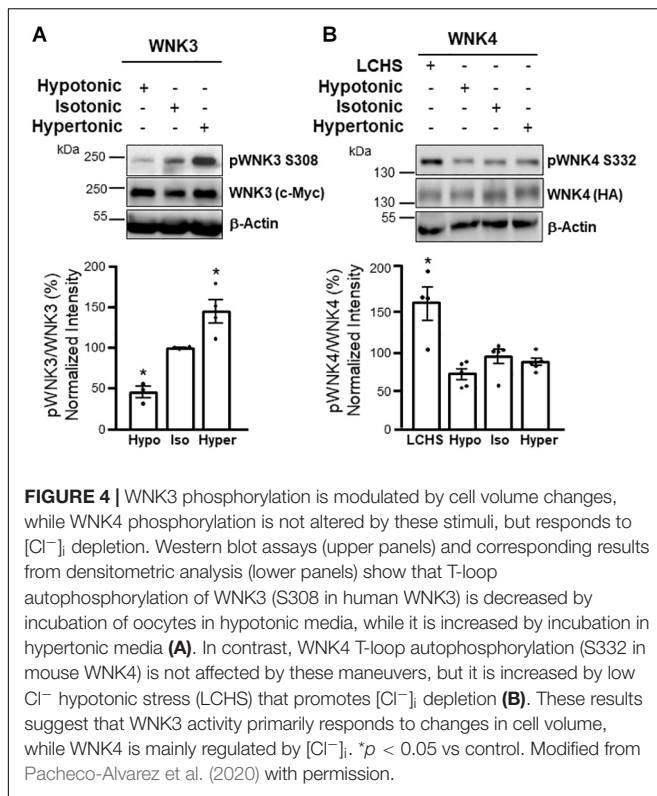 A
WNK3
Hypotonic + - -
Isotonic - + -
Hypertonic - - +
kDa
250
pWNK3 S308
250
WNK3 (c-Myc)
55
β-Actin
pWNK3/WNK3 (%)
Normalized Intensity
200
150
100
50
0
*
*
Hypo Iso Hyper
B
WNK4
LCHS + - - -
Hypotonic - + - -
Isotonic - - + -
Hypertonic - - - +
kDa
130
pWNK4 S332
130
WNK4 (HA)
55
β-Actin
pWNK4/WNK4 (%)
Normalized Intensity
200
150
100
50
0
*
LCHS Hypo Iso Hyper
FIGURE 4 | WNK3 phosphorylation is modulated by cell volume changes,
while WNK4 phosphorylation is not altered by these stimuli, but responds to
[Cl⁻]ᵢ depletion. Western blot assays (upper panels) and corresponding results
from densitometric analysis (lower panels) show that T-loop
autophosphorylation of WNK3 (S308 in human WNK3) is decreased by
incubation of oocytes in hypotonic media, while it is increased by incubation in
hypertonic media (A). In contrast, WNK4 T-loop autophosphorylation (S332 in
mouse WNK4) is not affected by these maneuvers, but it is increased by low
Cl⁻ hypotonic stress (LCHS) that promotes [Cl⁻]ᵢ depletion (B). These results
suggest that WNK3 activity primarily responds to changes in cell volume,
while WNK4 is mainly regulated by [Cl⁻]ᵢ. *p < 0.05 vs control. Modified from
Pacheco-Alvarez et al. (2020) with permission.